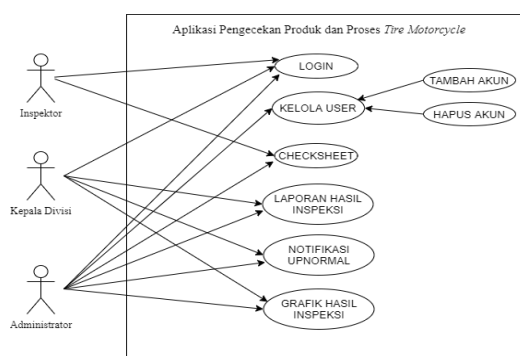 Aplikasi Pengecekan Produk dan Proses Tire Motorcycle
LOGIN
TAMBAH AKUN
KELOLA USER
HAPUS AKUN
Inspektor
CHECKSHEET
LAPORAN HASIL
INSPEKSI
Kepala Divisi
NOTIFIKASI
UPNORMAL
GRAFIK HASIL
INSPEKSI
Administrator